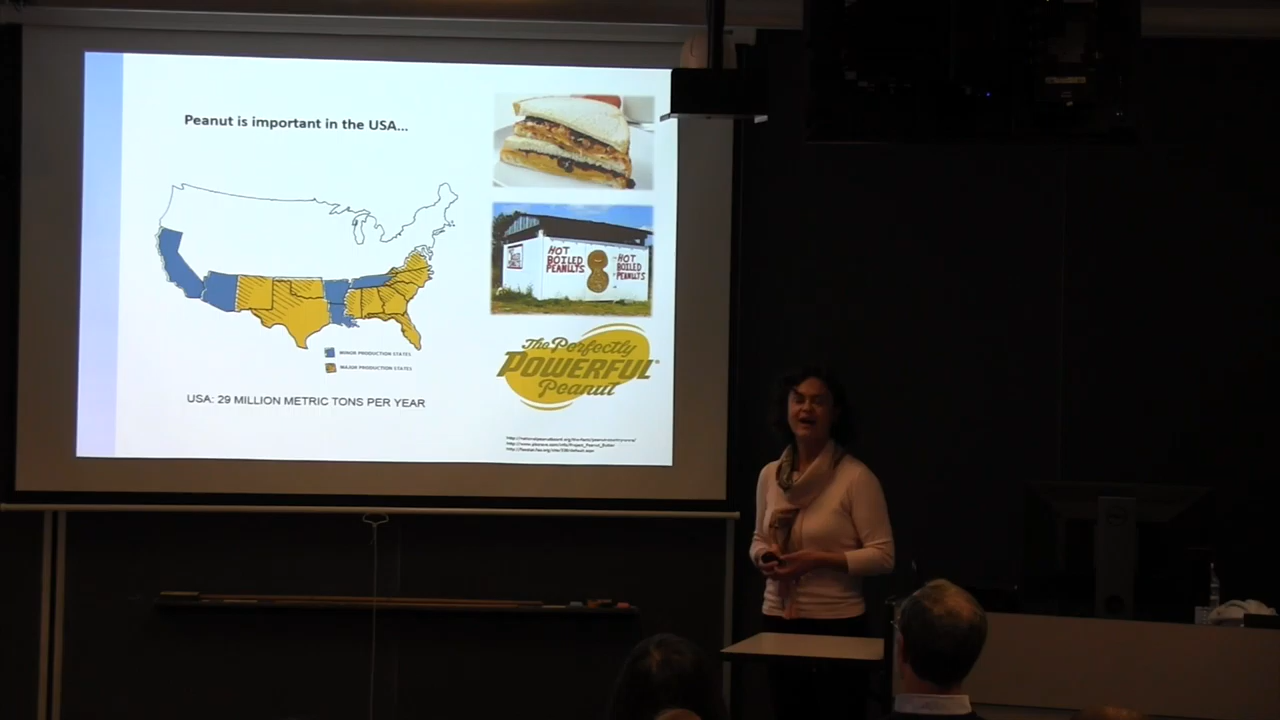 Peanut is important in the USA...
HOT
BOILED
PEANUTS
HOT
BOILED
PEANUTS
MINOR PRODUCTION STATES
MAJOR PRODUCTION STATES
The Perfectly
POWERFUL
Peanut
USA: 29 MILLION METRIC TONS PER YEAR